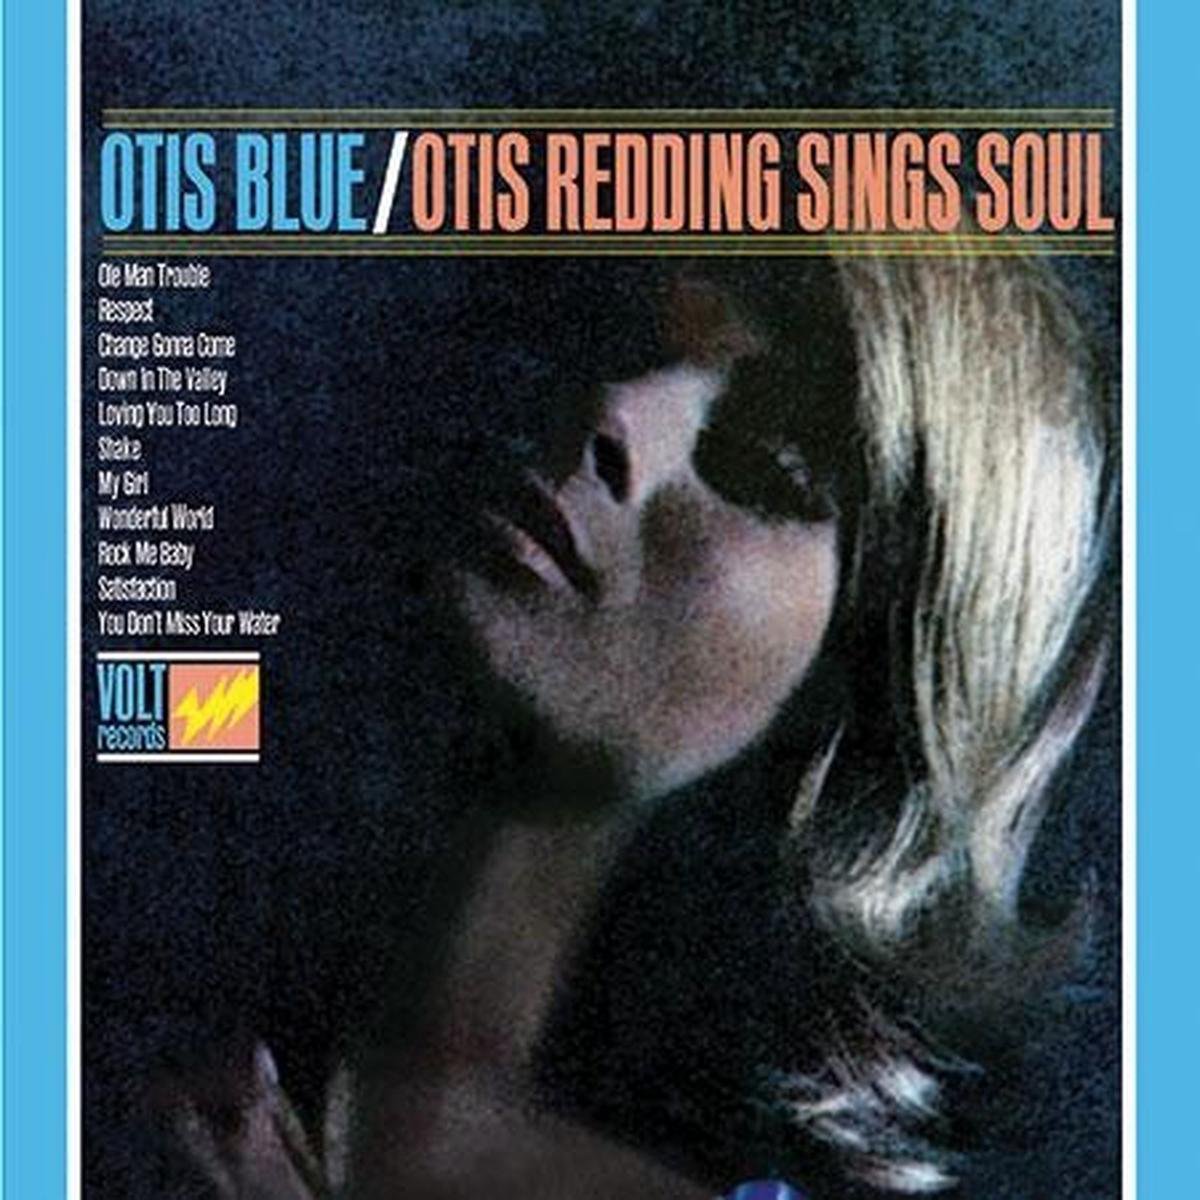 OTIS BLUE/OTIS REDDING SINGS SOUL
Ole Man Trouble
Respect
Change Gonna Come
Down In The Valley
Loving You Too Long
Shake
My Girl
Wonderful World
Rock Me Baby
Satisfaction
You Don't Miss Your Water
VOLT
records